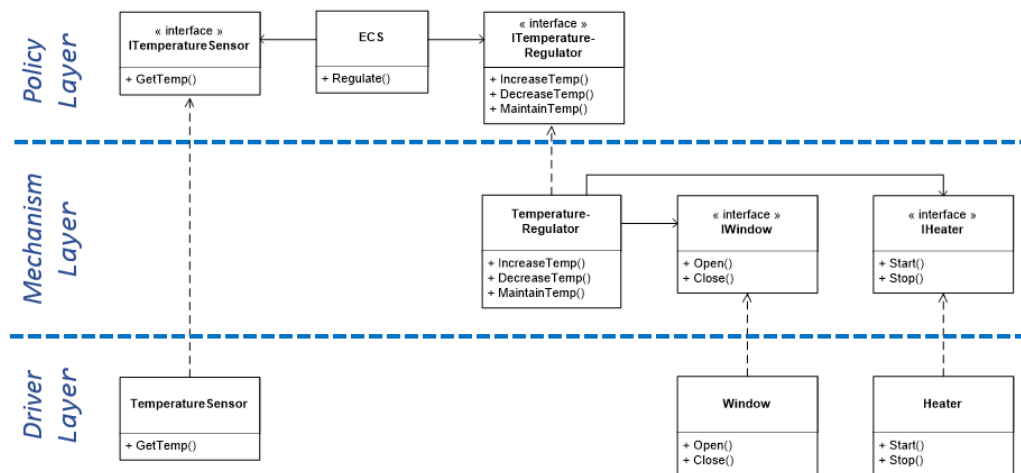 Policy
Layer
« interface »
ITemperatureSensor
+ GetTemp()
ECS
+ Regulate()
« interface »
ITemperature-
Regulator
+ IncreaseTemp()
+ DecreaseTemp()
+ MaintainTemp()
Mechanism
Layer
Temperature-
Regulator
+ IncreaseTemp()
+ DecreaseTemp()
+ MaintainTemp()
« interface »
IWindow
+ Open()
+ Close()
« interface »
IHeater
+ Start()
+ Stop()
Driver
Layer
TemperatureSensor
+ GetTemp()
Window
+ Open()
+ Close()
Heater
+ Start()
+ Stop()